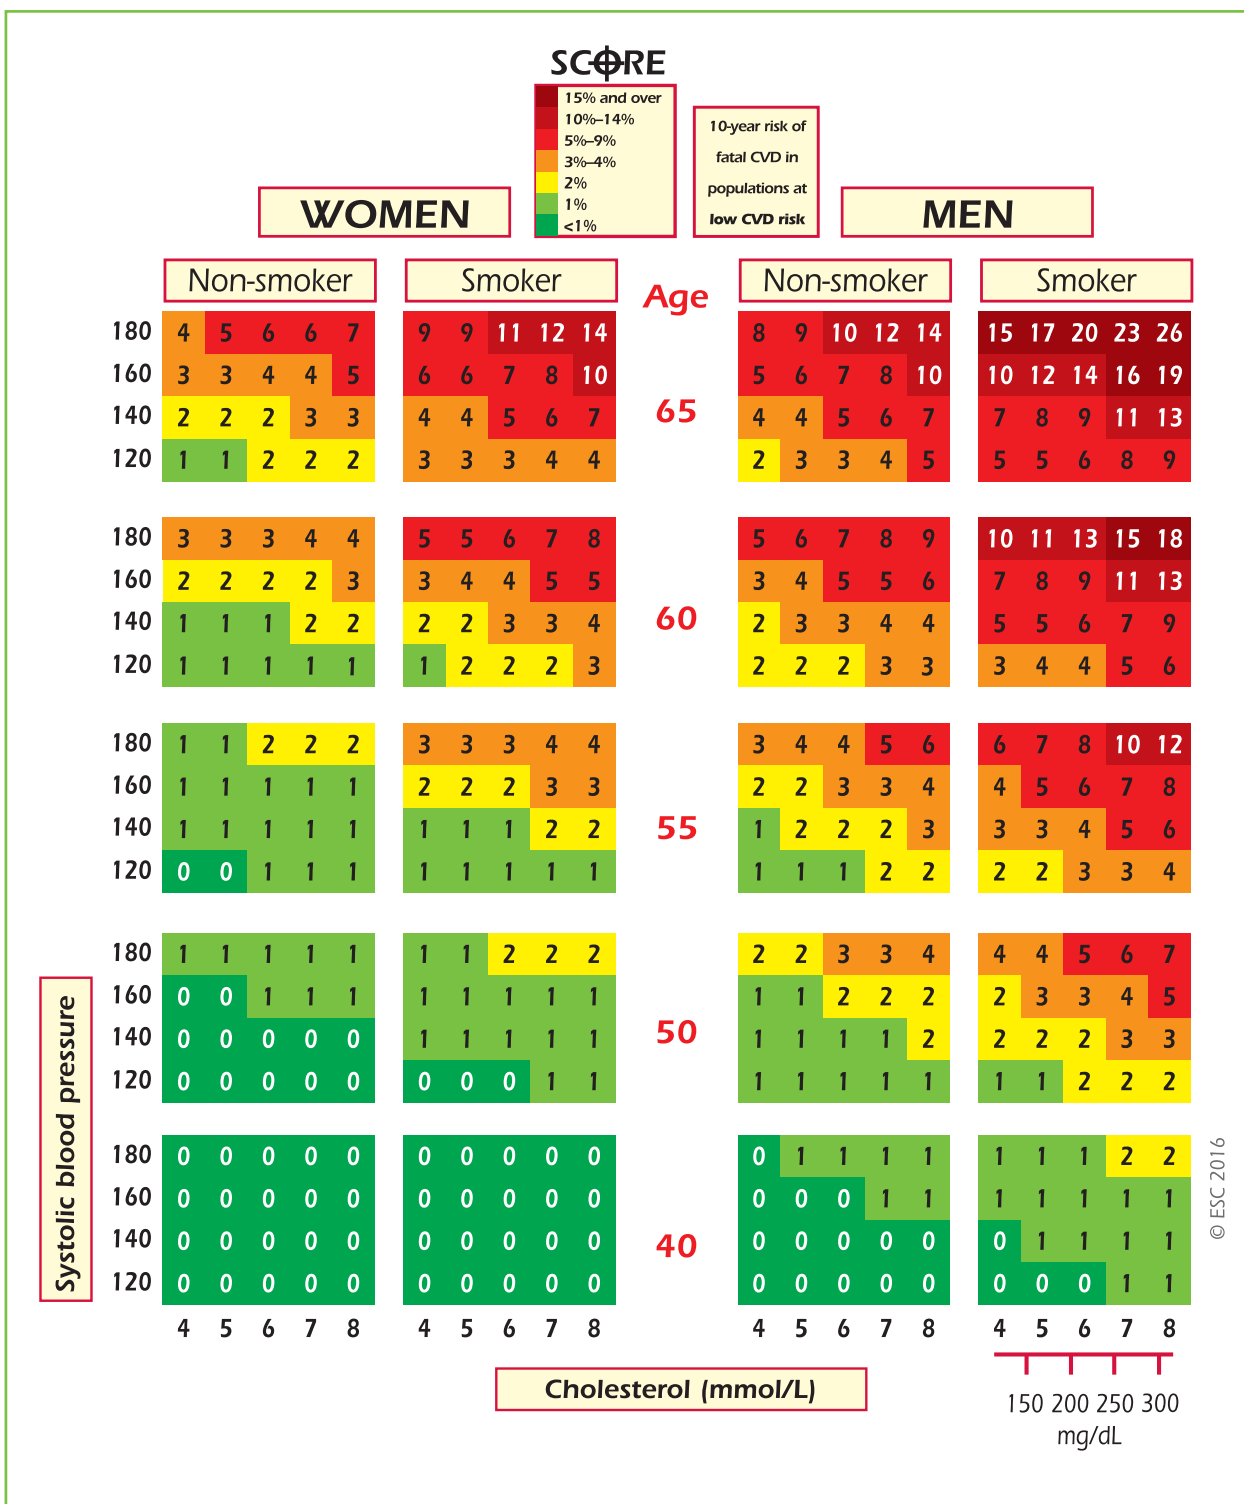 SCORE
15% and over
10%–14%
5%–9%
3%–4%
2%
1%
<1%
10-year risk of
fatal CVD in
populations at
low CVD risk
WOMEN
MEN
Non-smoker Smoker Age Non-smoker Smoker
180 4 5 6 6 7 9 9 11 12 14 8 9 10 12 14 15 17 20 23 26
160 3 3 4 4 5 6 6 7 8 10 5 6 7 8 10 10 12 14 16 19
65
140 2 2 2 3 3 4 4 5 6 7 4 4 5 6 7 7 8 9 11 13
120 1 1 2 2 2 3 3 3 4 4 2 3 3 4 5 5 5 6 8 9
180 3 3 3 4 4 5 5 6 7 8 5 6 7 8 9 10 11 13 15 18
160 2 2 2 2 3 3 4 4 5 5 3 4 5 5 6 7 8 9 11 13
60
140 1 1 1 2 2 2 2 3 3 4 2 3 3 4 4 5 5 6 7 9
120 1 1 1 1 1 1 2 2 2 3 2 2 2 3 3 3 4 4 5 6
180 1 1 2 2 2 3 3 3 4 4 3 4 4 5 6 6 7 8 10 12
160 1 1 1 1 1 2 2 2 3 3 2 2 3 3 4 4 5 6 7 8
55
140 1 1 1 1 1 1 1 1 2 2 1 2 2 2 3 3 3 4 5 6
120 0 0 1 1 1 1 1 1 1 1 1 1 1 2 2 2 2 3 3 4
180 1 1 1 1 1 1 1 2 2 2 2 2 3 3 4 4 4 5 6 7
160 0 0 1 1 1 1 1 1 1 1 1 1 2 2 2 2 3 3 4 5
50
140 0 0 0 0 0 1 1 1 1 1 1 1 1 1 2 2 2 2 3 3
120 0 0 0 0 0 0 0 0 1 1 1 1 1 1 1 1 1 2 2 2
180 0 0 0 0 0 0 0 0 0 0 0 1 1 1 1 1 1 1 2 2
160 0 0 0 0 0 0 0 0 0 0 0 0 0 1 1 1 1 1 1 1
40
140 0 0 0 0 0 0 0 0 0 0 0 0 0 0 0 0 1 1 1 1
120 0 0 0 0 0 0 0 0 0 0 0 0 0 0 0 0 0 0 1 1
4 5 6 7 8 4 5 6 7 8 4 5 6 7 8 4 5 6 7 8
Systolic blood pressure
Cholesterol (mmol/L)
150 200 250 300
mg/dL
© ESC 2016